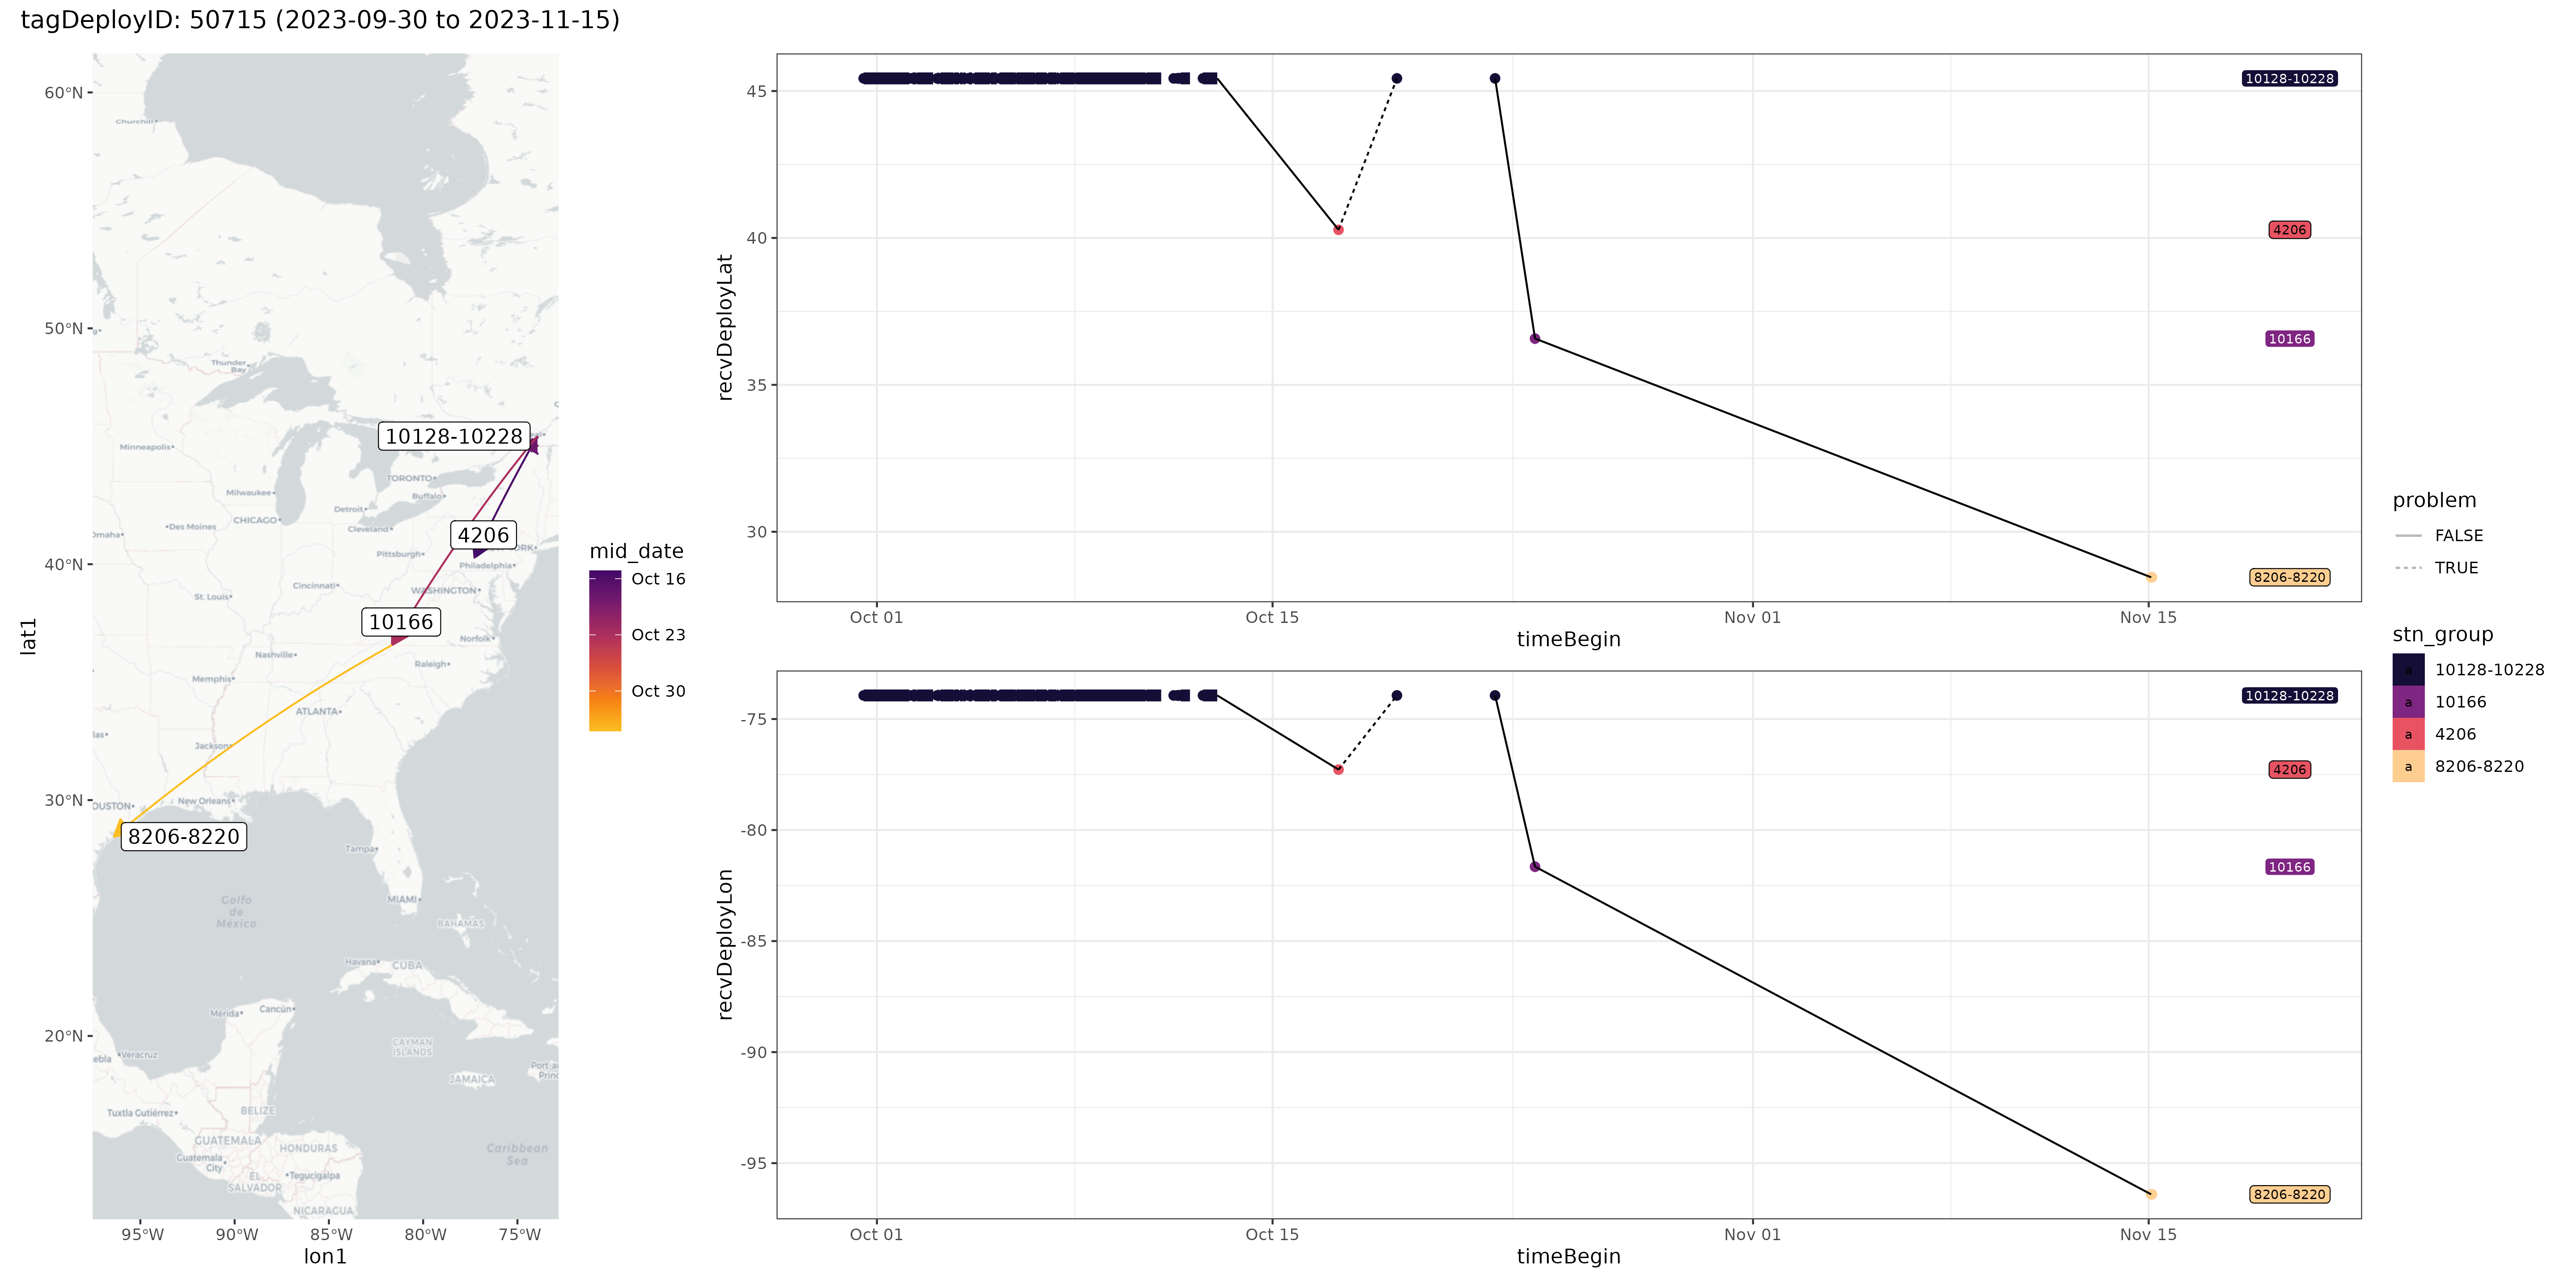 tagDeployID: 50715 (2023-09-30 to 2023-11-15)
60°N
50°N
40°N
30°N
20°N
lat1
95°W
90°W
85°W
80°W
75°W
lon1
Churchill
Thunder
Bay
Minneapolis
10128-10228
TORONTO
Milwaukee
Buffalo
Detroit
CHICAGO
Des Moines
Cleveland
4206
Omaha
Pittsburgh
ORK
Philadelphia
Cincinnati
St. Louis
WASHINGTON
10166
Norfolk
Nashville
Raleigh
Memphis
ATLANTA
las
Jackson
OUSTON
New Orleans
8206-8220
Tampa
MIAMI
Golfo
de
México
BAHAMAS
Havana
CUBA
Mérida
Cancún
CAYMAN
ISLANDS
ebla
Veracruz
JAMAICA
Port a
Princ
Tuxtla Gutiérrez
BELIZE
GUATEMALA
HONDURAS
Guatemala
City
Caribbean
Sea
EL
SALVADOR
Tegucigalpa
NICARAGUA
mid_date
Oct 16
Oct 23
Oct 30
recvDeployLat
45
40
35
30
10128-10228
4206
10166
8206-8220
Oct 01
Oct 15
Nov 01
Nov 15
timeBegin
recvDeployLon
-75
-80
-85
-90
-95
10128-10228
4206
10166
8206-8220
Oct 01
Oct 15
Nov 01
Nov 15
timeBegin
problem
FALSE
TRUE
stn_group
a 10128-10228
a 10166
a 4206
a 8206-8220